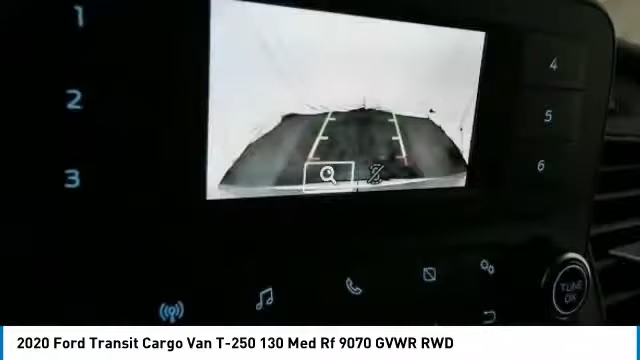 1
2
3
4
5
6
TUNE
OK
2020 Ford Transit Cargo Van T-250 130 Med Rf 9070 GVWR RWD